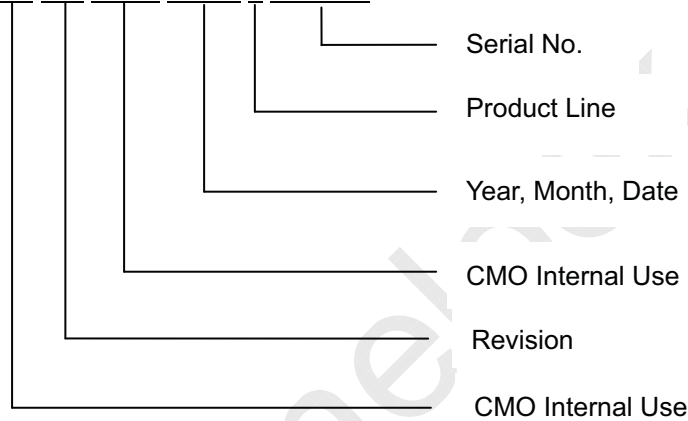 Serial No.
Product Line
Year, Month, Date
CMO Internal Use
Revision
CMO Internal Use